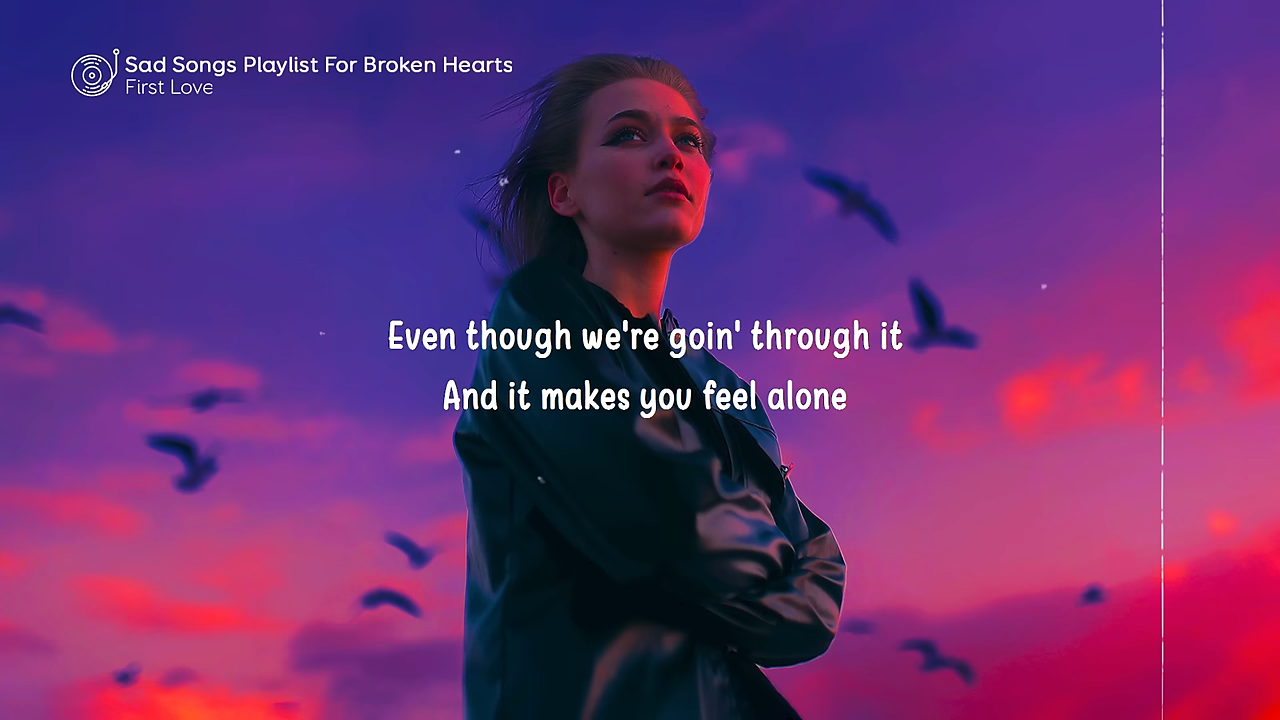 Sad Songs Playlist For Broken Hearts
First Love
Even though we're goin' through it
And it makes you feel alone